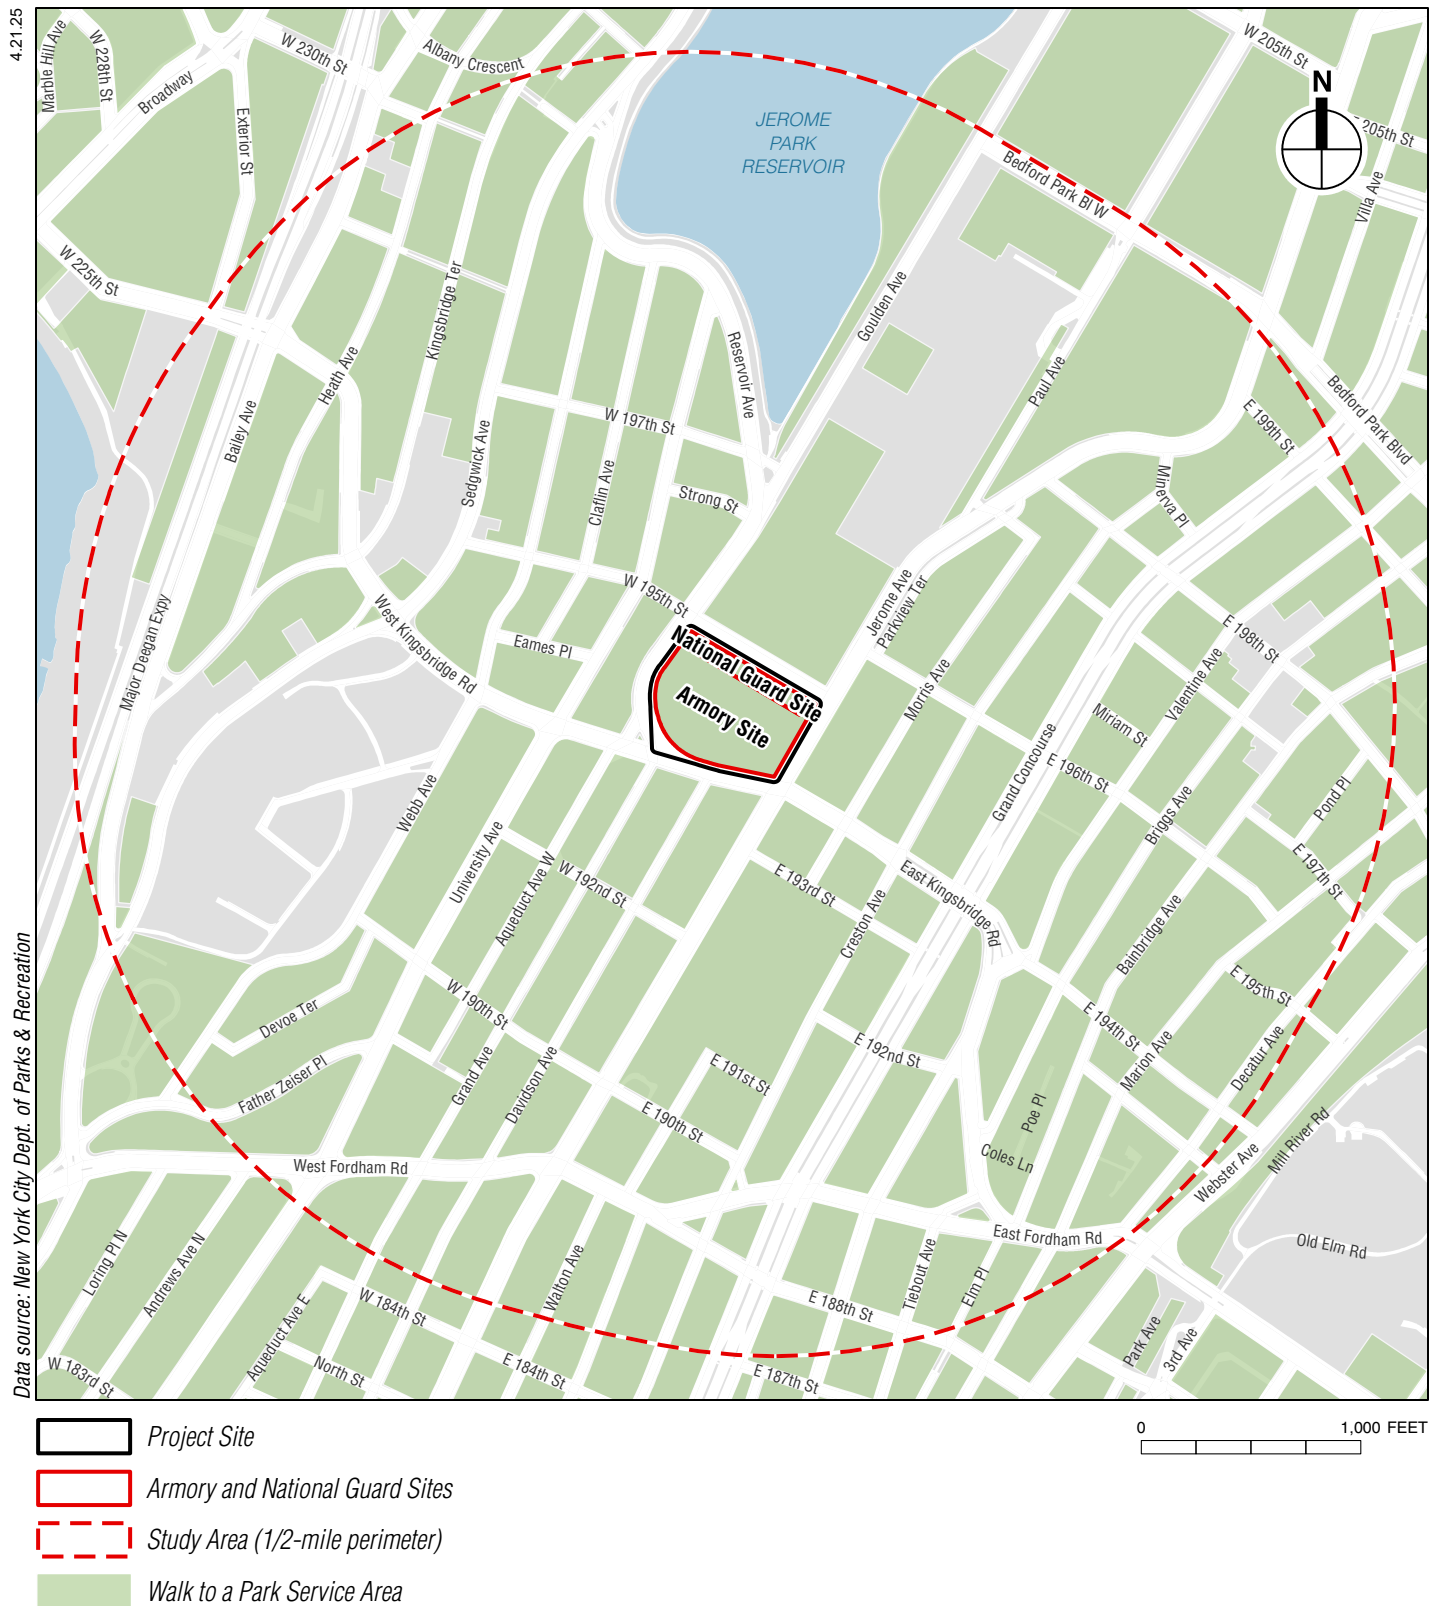 4.21.25
Marble Hill Ave
W 228th St
Broadway
W 230th St
Albany Crescent
Exterior St
JEROME
PARK
RESERVOIR
W 205th St
N
205th St
Villa Ave
Bedford Park Bl W
W 225th St
Kingsbridge Ter
Goulden Ave
Heath Ave
Reservoir Ave
Paul Ave
Bedford Park Blvd
Bailey Ave
W 197th St
E 199th St
Sedgwick Ave
Claflin Ave
Strong St
Minerva Pl
W 195th St
Jerome Ave
Parkview Ter
West Kingsbridge Rd
Eames Pl
Major Deegan Expy
E 198th St
National Guard Site
Armory Site
Morris Ave
Valentine Ave
Miriam St
Grand Concourse
E 196th St
Webb Ave
Briggs Ave
Pond Pl
University Ave
Aqueduct Ave W
W 192nd St
E 193rd St
East Kingsbridge Rd
E 197th St
Creston Ave
Bainbridge Ave
W 190th St
E 195th St
Devoe Ter
E 194th St
E 192nd St
Marion Ave
Decatur Ave
Father Zeiser Pl
Grand Ave
Davidson Ave
E 191st St
E 190th St
Poe Pl
Coles Ln
Mill River Rd
Webster Ave
West Fordham Rd
East Fordham Rd
Old Elm Rd
Loring Pl N
Andrews Ave N
Walton Ave
Tiebout Ave
Elm Pl
Aqueduct Ave E
W 184th St
E 188th St
Park Ave
3rd Ave
W 183rd St
North St
E 184th St
E 187th St
Data source: New York City Dept. of Parks & Recreation
Project Site
Armory and National Guard Sites
Study Area (1/2-mile perimeter)
Walk to a Park Service Area
0 1,000 FEET